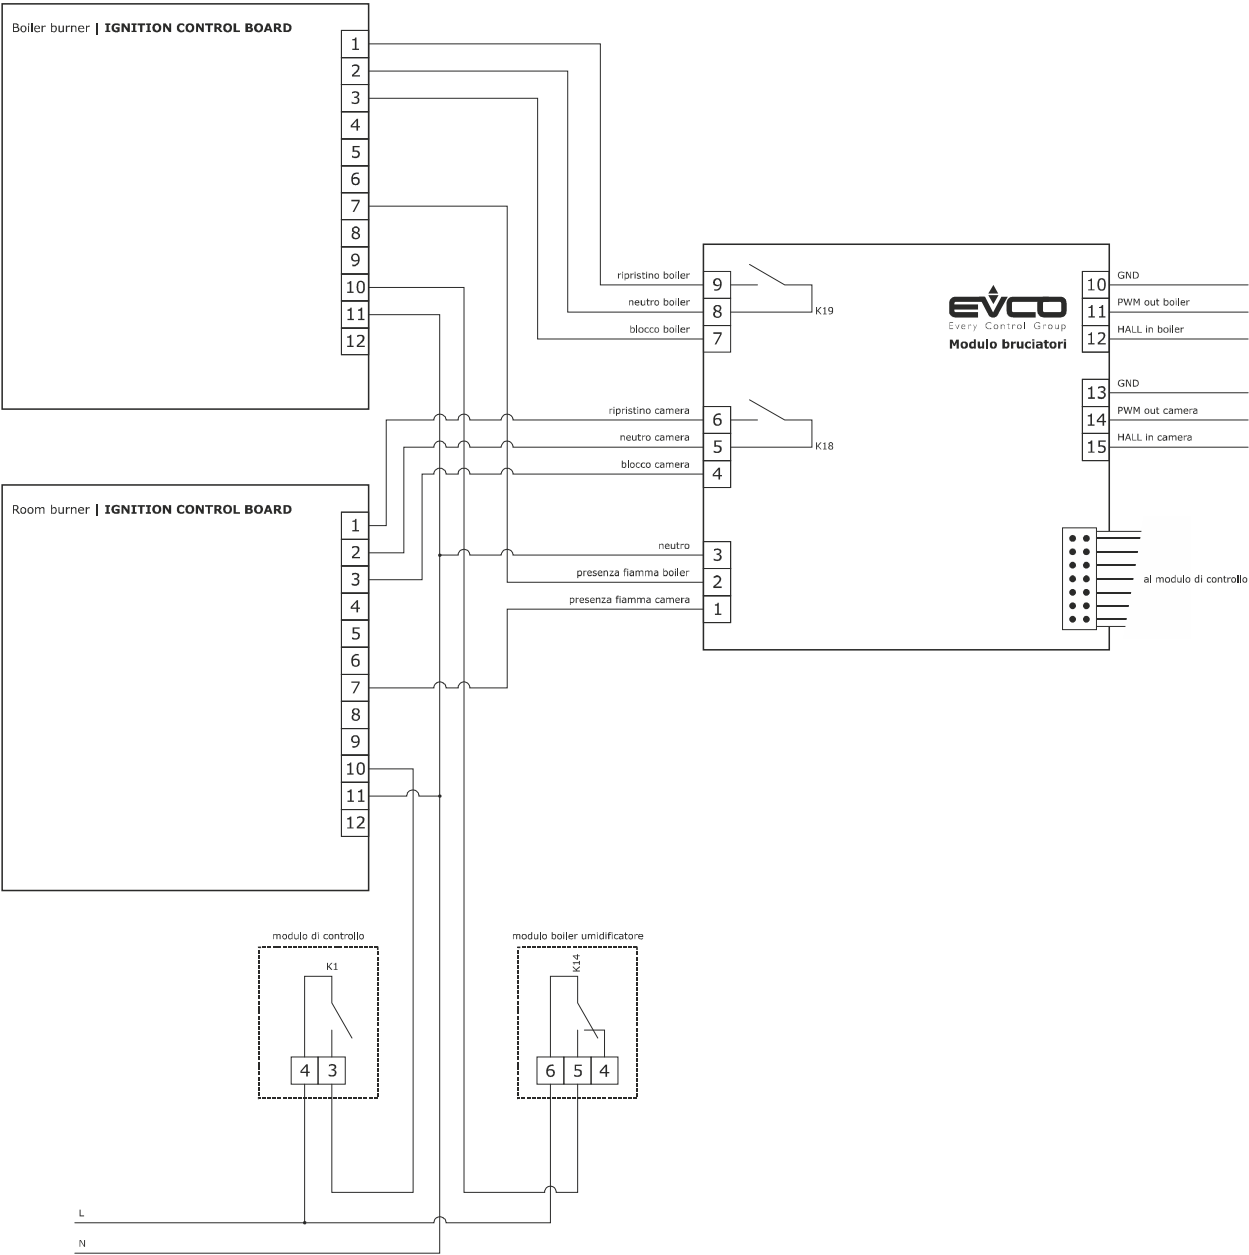 Boiler burner | IGNITION CONTROL BOARD
1
2
3
4
5
6
7
8
9
10
11
12
Room burner | IGNITION CONTROL BOARD
1
2
3
4
5
6
7
8
9
10
11
12
ripristino boiler 9
neutro boiler 8
blocco boiler 7
K19
ripristino camera 6
neutro camera 5
blocco camera 4
K18
neutro 3
presenza fiamma boiler 2
presenza fiamma camera 1
EVCO
Every Control Group
Modulo bruciatori
10 GND
11 PWM out boiler
12 HALL in boiler
13 GND
14 PWM out camera
15 HALL in camera
al modulo di controllo
modulo di controllo
K1
4 3
modulo boiler umidificatore
K14
6 5 4
L
N